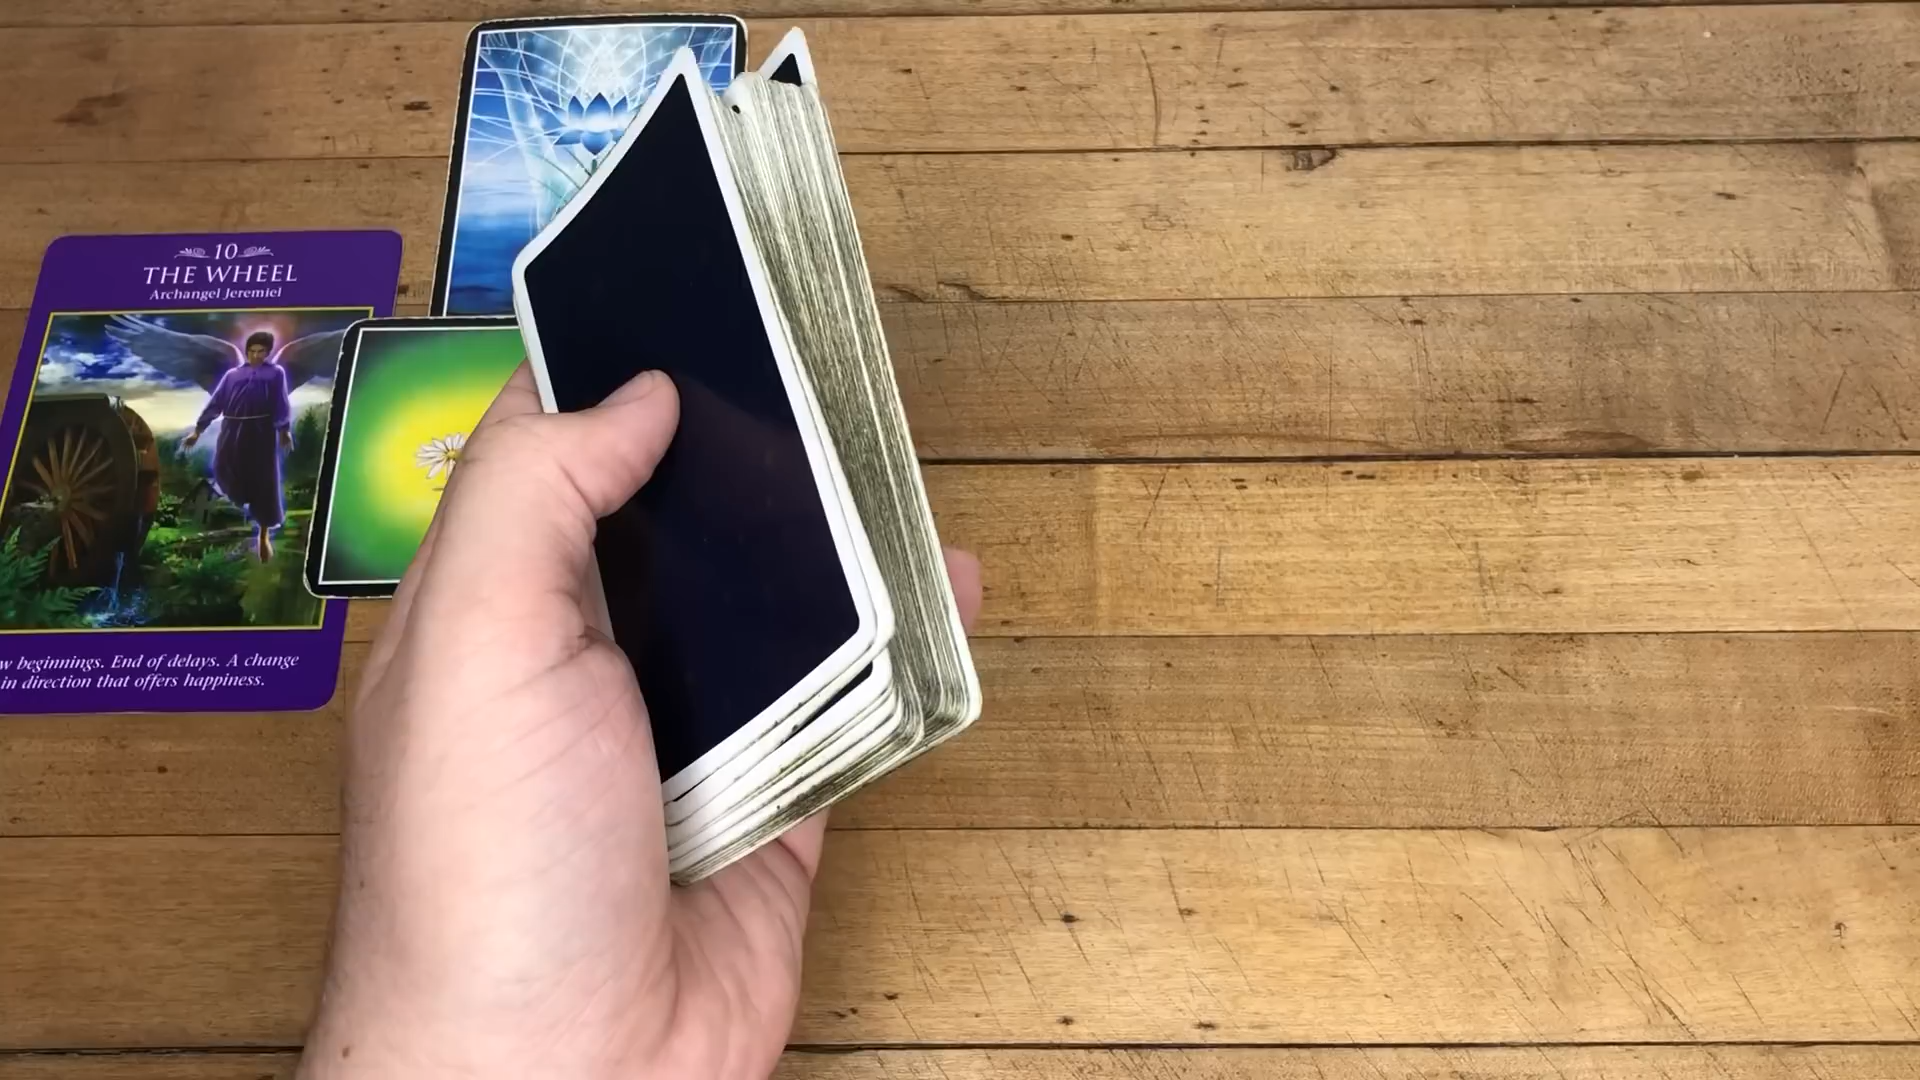 10
THE WHEEL
Archangel Jeremiel
beginnings. End of delays. A change
in direction that offers happiness.